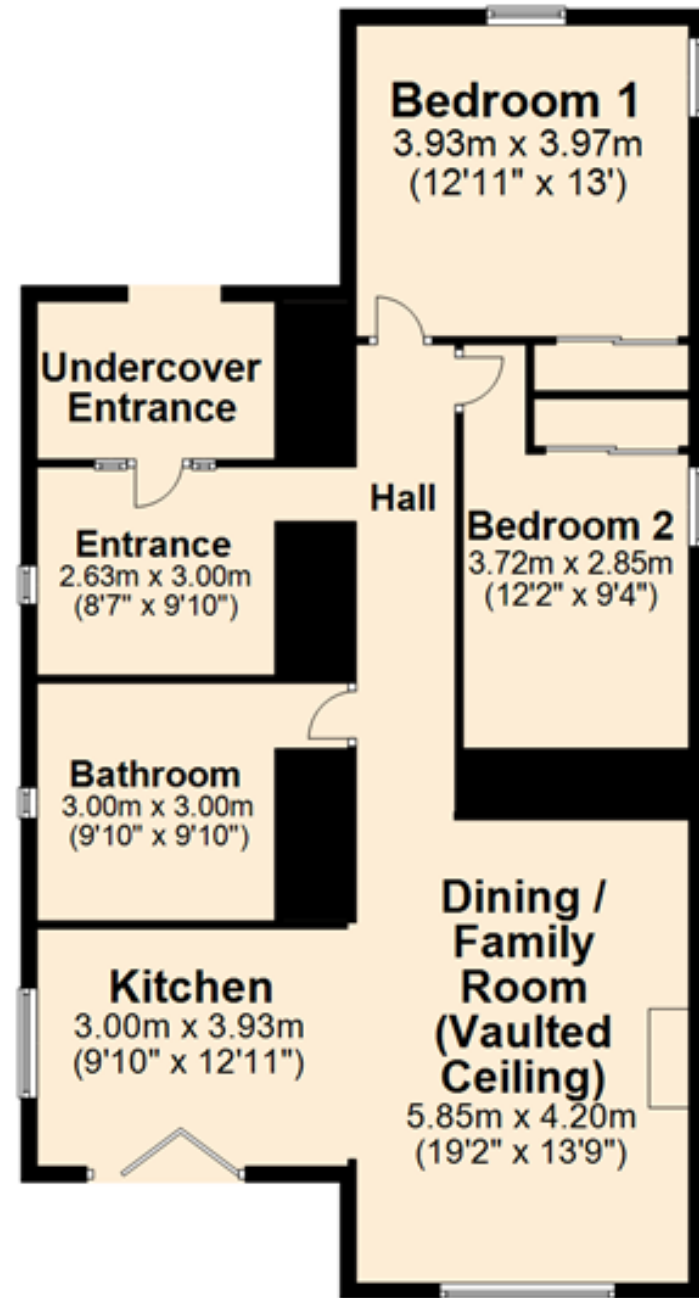 Bedroom 1
3.93m x 3.97m
(12'11" x 13')
Undercover
Entrance
Hall
Entrance
2.63m x 3.00m
(8'7" x 9'10")
Bedroom 2
3.72m x 2.85m
(12'2" x 9'4")
Bathroom
3.00m x 3.00m
(9'10" x 9'10")
Dining /
Family
Room
(Vaulted
Ceiling)
5.85m x 4.20m
(19'2" x 13'9")
Kitchen
3.00m x 3.93m
(9'10" x 12'11")